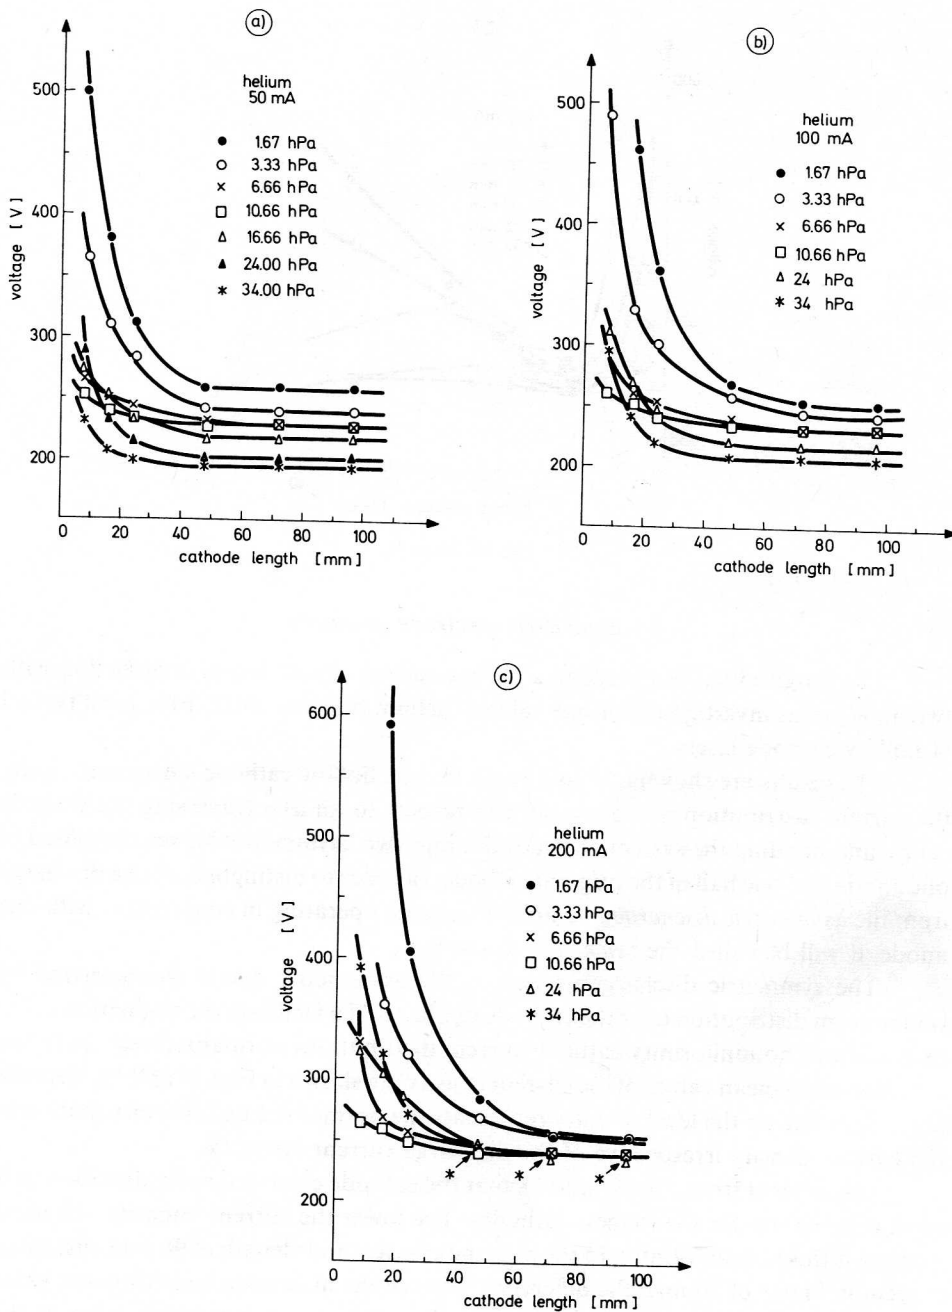 a)
helium
50 mA
● 1.67 hPa
○ 3.33 hPa
× 6.66 hPa
□ 10.66 hPa
△ 16.66 hPa
▲ 24.00 hPa
✶ 34.00 hPa
voltage [V]
500
400
300
200
0 20 40 60 80 100
cathode length [mm]
b)
helium
100 mA
● 1.67 hPa
○ 3.33 hPa
× 6.66 hPa
□ 10.66 hPa
△ 24 hPa
✶ 34 hPa
voltage [V]
500
400
300
200
0 20 40 60 80 100
cathode length [mm]
c)
helium
200 mA
● 1.67 hPa
○ 3.33 hPa
× 6.66 hPa
□ 10.66 hPa
△ 24 hPa
✶ 34 hPa
voltage [V]
600
500
400
300
200
0 20 40 60 80 100
cathode length [mm]